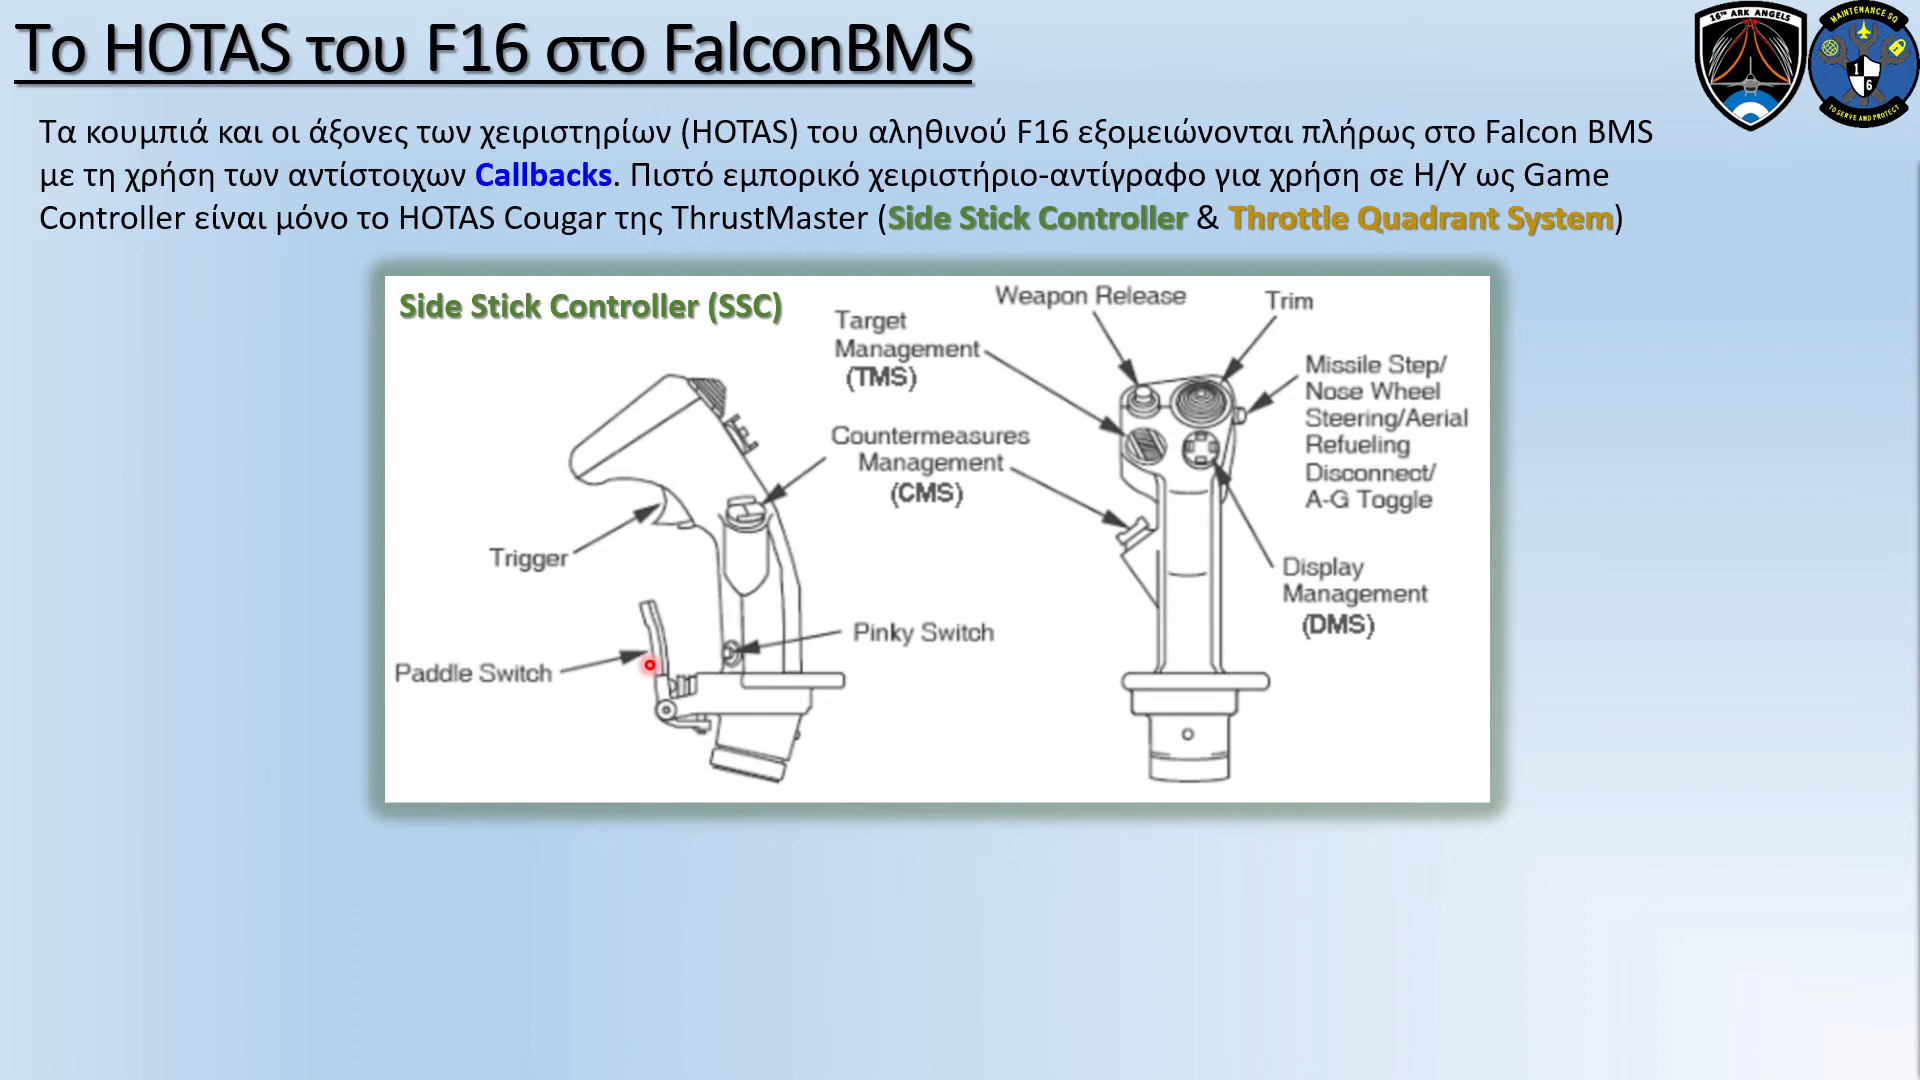 Το HOTAS του F16 στο FalconBMS
16TH ARK ANGELS
MAINTENANCE SQ
1
6
TO SERVE AND PROTECT
Τα κουμπιά και οι άξονες των χειριστηρίων (HOTAS) του αληθινού F16 εξομειώνονται πλήρως στο Falcon BMS
με τη χρήση των αντίστοιχων Callbacks. Πιστό εμπορικό χειριστήριο-αντίγραφο για χρήση σε Η/Υ ως Game
Controller είναι μόνο το HOTAS Cougar της ThrustMaster (Side Stick Controller & Throttle Quadrant System)
Side Stick Controller (SSC)
Weapon Release
Trim
Target
Management
(TMS)
Missile Step/
Nose Wheel
Steering/Aerial
Refueling
Disconnect/
A-G Toggle
Countermeasures
Management
(CMS)
Trigger
Display
Management
(DMS)
Pinky Switch
Paddle Switch